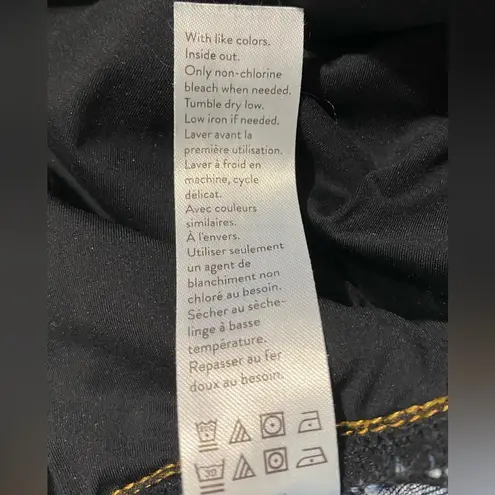 With like colors.
Inside out.
Only non-chlorine
bleach when needed.
Tumble dry low.
Low iron if needed.
Laver avant la
première utilisation.
Laver à froid en
machine, cycle
délicat.
Avec couleurs
similaires.
À l'envers.
Utiliser seulement
un agent de
blanchiment non
chloré au besoin.
Sécher au sèche-
linge à basse
température.
Repasser au fer
doux au besoin.
30